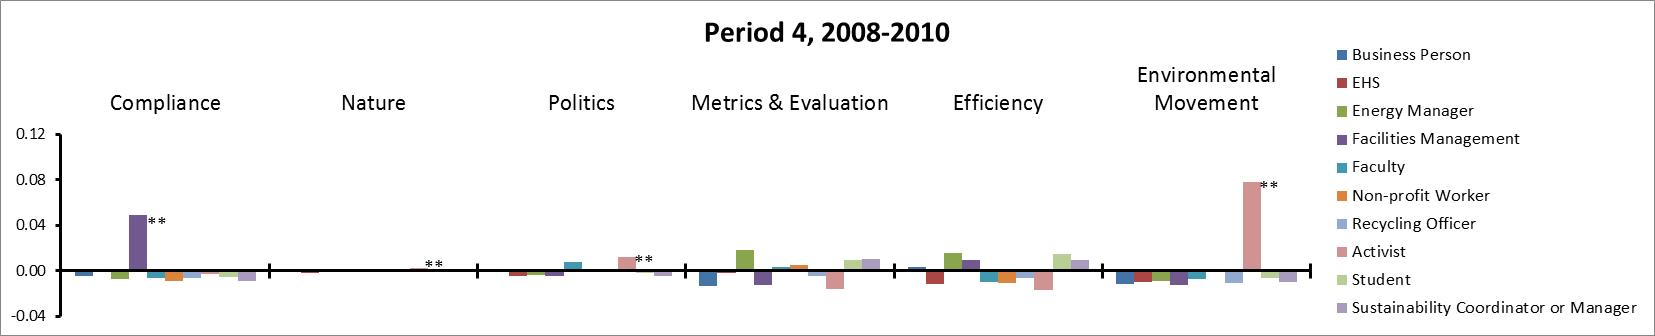 Period 4, 2008-2010
Compliance
Nature
Politics
Metrics & Evaluation
Efficiency
Environmental
Movement
0.12
0.08
0.04
0.00
-0.04
**
**
**
**
Business Person
EHS
Energy Manager
Facilities Management
Faculty
Non-profit Worker
Recycling Officer
Activist
Student
Sustainability Coordinator or Manager